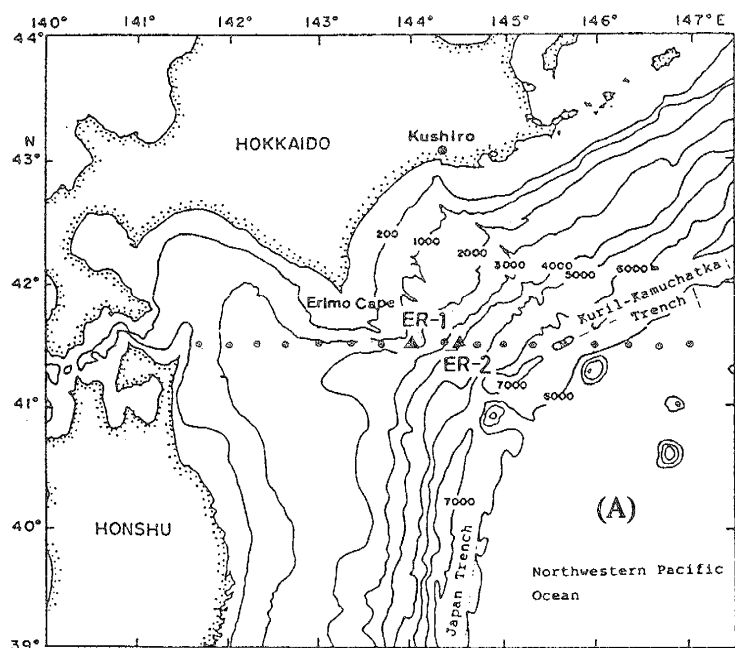 140° 141° 142° 143° 144° 145° 146° 147° E
44°
N
43°
42°
41°
40°
39°
HOKKAIDO
Kushiro
200
1000
2000
3000
4000
5000
6000
Erimo Cape
ER-1
ER-2
Kuril-Kamuchatka
Trench
7000
6000
7000
Japan Trench
HONSHU
(A)
Northwestern Pacific
Ocean